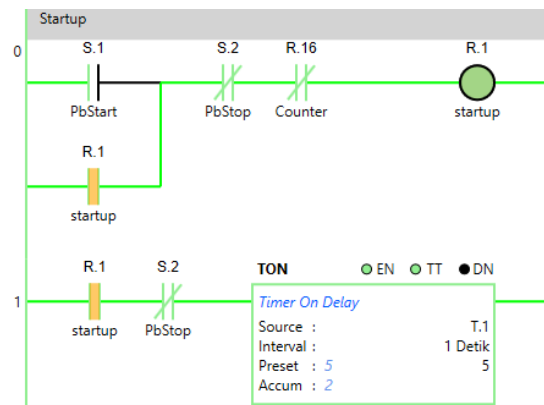 Startup
0
S.1 S.2 R.16 R.1
PbStart PbStop Counter startup
R.1
startup
R.1 S.2 TON EN TT DN
1
Timer On Delay
startup PbStop Source : T.1
Interval : 1 Detik
Preset : 5 5
Accum : 2